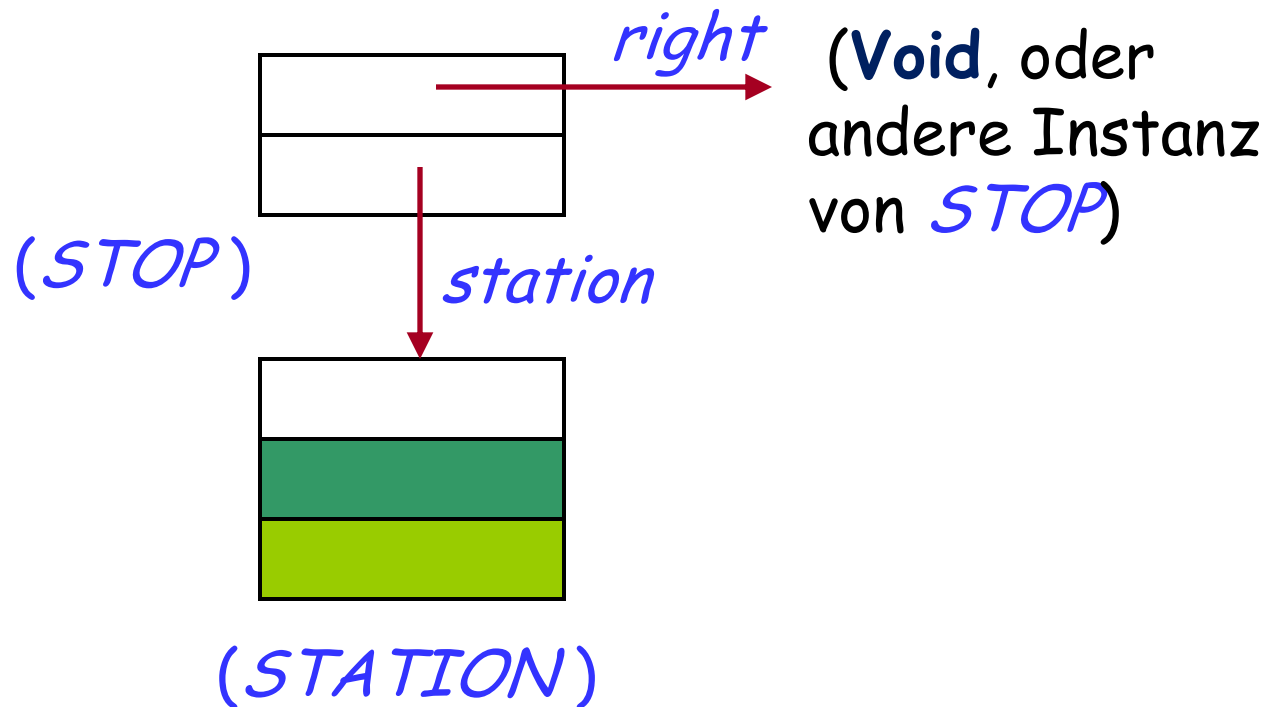 right
(Void, oder
andere Instanz
von STOP)
(STOP)
station
(STATION)